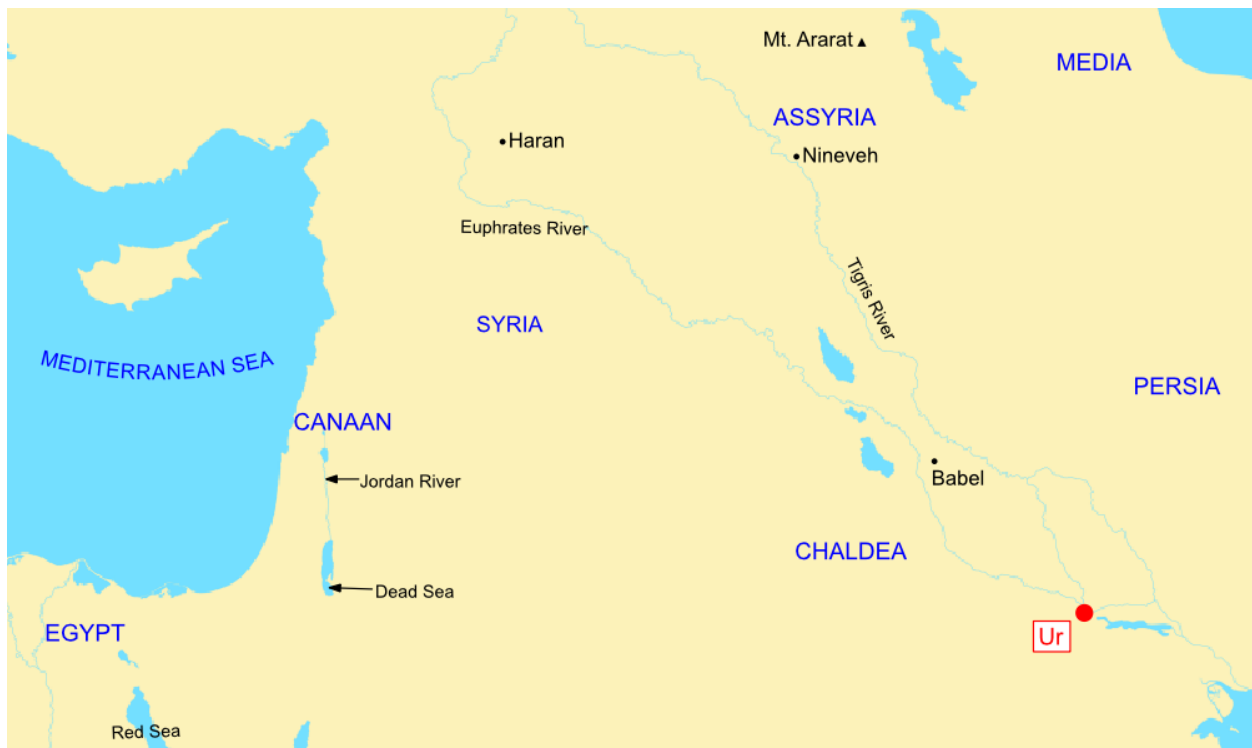 Mt. Ararat
MEDIA
ASSYRIA
Haran
Nineveh
Euphrates River
Tigris River
SYRIA
MEDITERRANEAN SEA
PERSIA
CANAAN
Jordan River
Babel
CHALDEA
Dead Sea
EGYPT
Ur
Red Sea